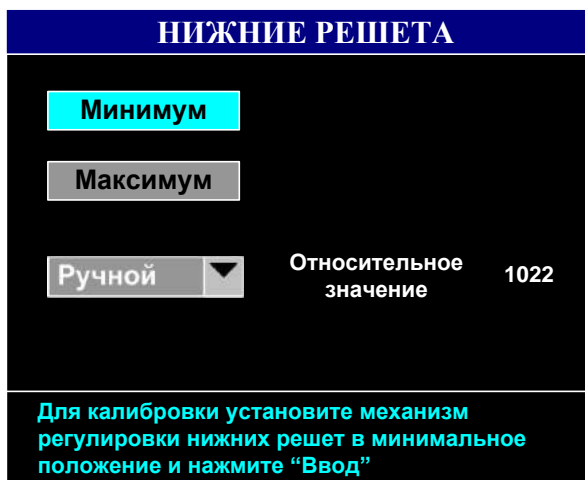 НИЖНИЕ РЕШЕТА
Минимум
Максимум
Ручной
Относительное
значение
1022
Для калибровки установите механизм
регулировки нижних решет в минимальное
положение и нажмите “Ввод”